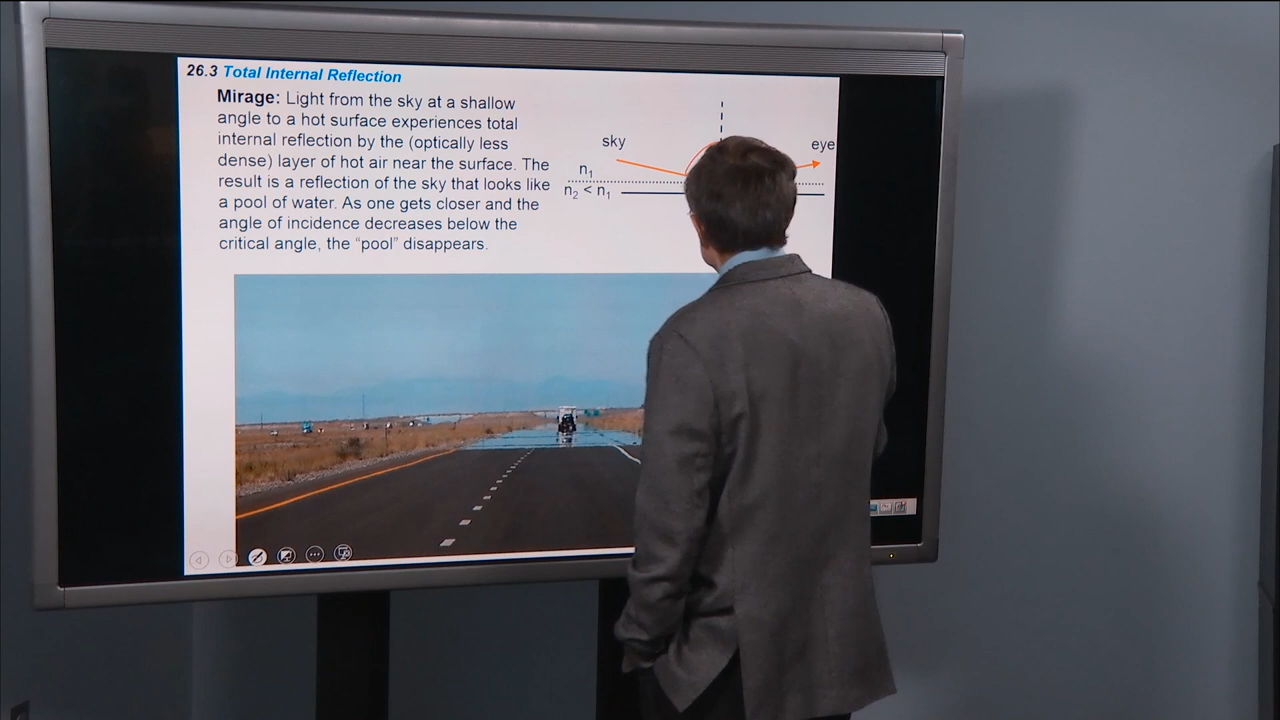 26.3 Total Internal Reflection
Mirage: Light from the sky at a shallow
angle to a hot surface experiences total
internal reflection by the (optically less
dense) layer of hot air near the surface. The
result is a reflection of the sky that looks like
a pool of water. As one gets closer and the
angle of incidence decreases below the
critical angle, the “pool” disappears.
sky
eye
n₁
n₂ < n₁